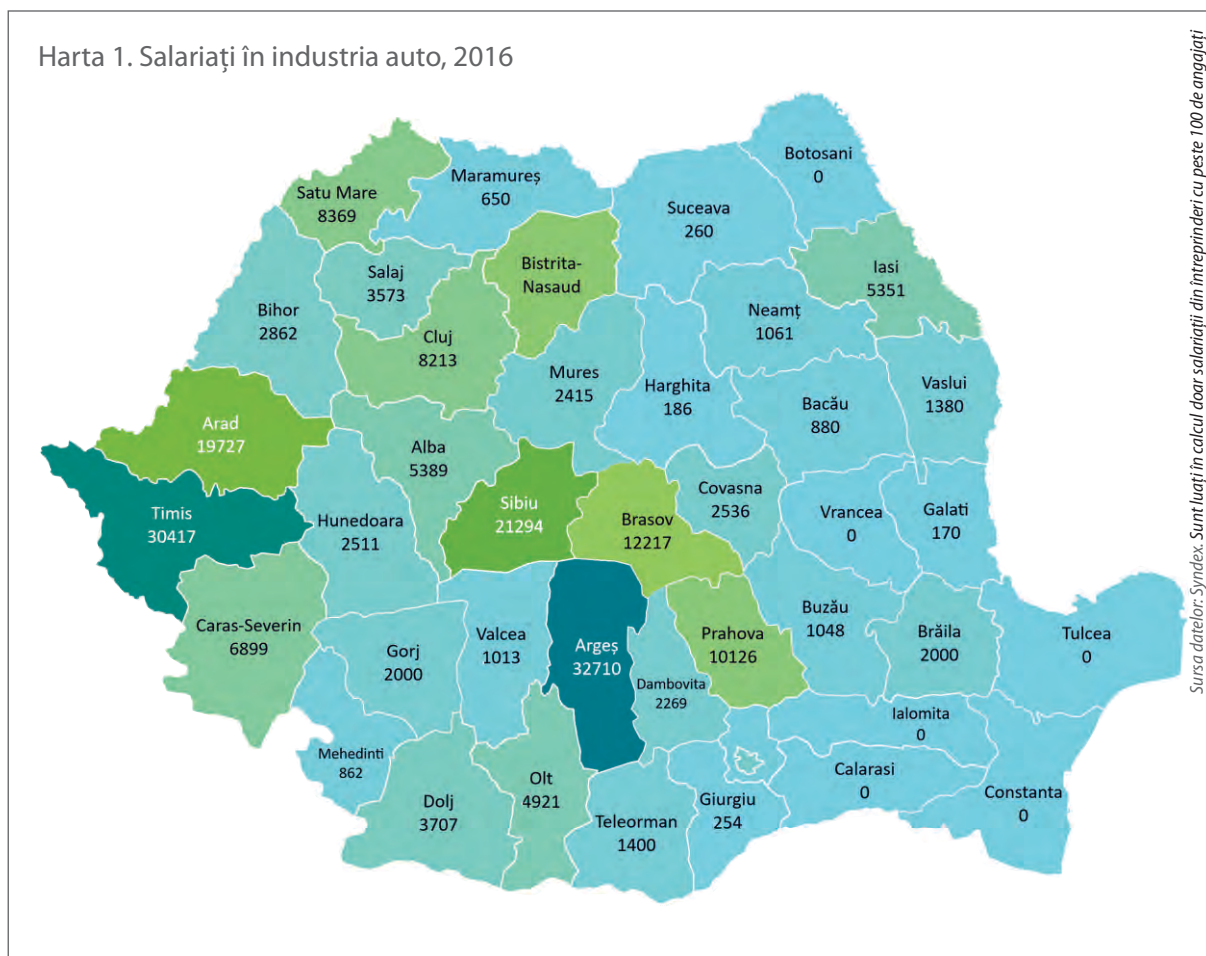 Harta 1. Salariați în industria auto, 2016
Botosani
0
Maramureș
650
Satu Mare
8369
Suceava
260
Iasi
5351
Bistrita-
Nasaud
Salaj
3573
Bihor
2862
Neamț
1061
Cluj
8213
Mures
2415
Harghita
186
Vaslui
1380
Bacău
880
Arad
19727
Alba
5389
Covasna
2536
Sibiu
21294
Brasov
12217
Vrancea
0
Galati
170
Timis
30417
Hunedoara
2511
Buzău
1048
Caras-Severin
6899
Valcea
1013
Gorj
2000
Argeș
32710
Prahova
10126
Brăila
2000
Tulcea
0
Dambovita
2269
Ialomita
0
Mehedinti
862
Calarasi
0
Olt
4921
Giurgiu
254
Constanta
0
Dolj
3707
Teleorman
1400
Sursa datelor: Syndex. Sunt luați în calcul doar salariații din întreprinderi cu peste 100 de angajați